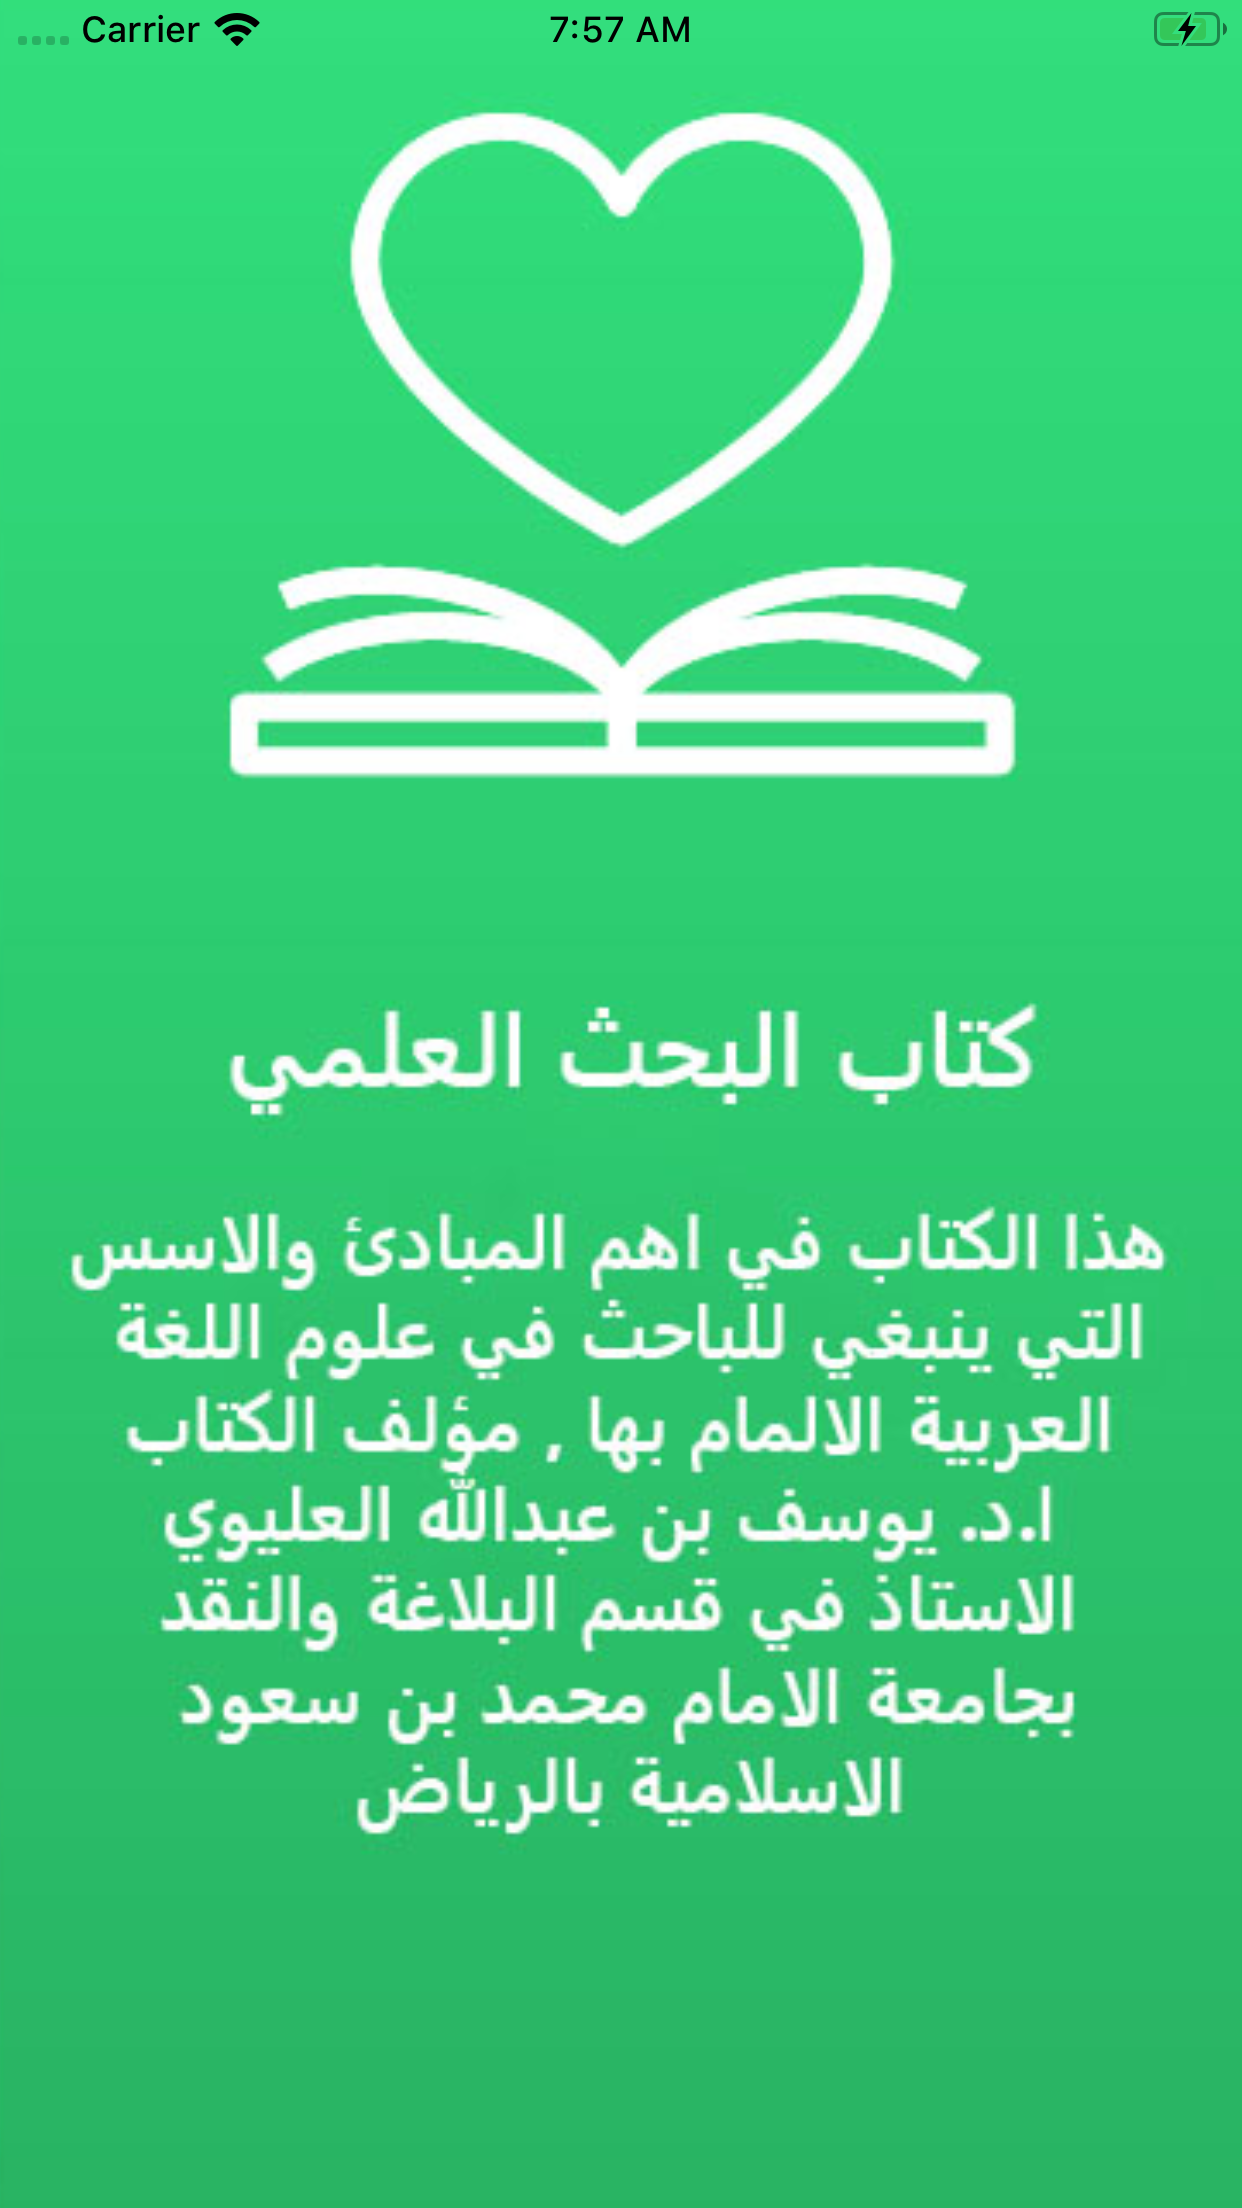 Carrier
7:57 AM
كتاب البحث العلمي
هذا الكتاب في اهم المبادئ والاسس
التي ينبغي للباحث في علوم اللغة
العربية الالمام بها , مؤلف الكتاب
ا.د. يوسف بن عبدالله العليوي
الاستاذ في قسم البلاغة والنقد
بجامعة الامام محمد بن سعود
الاسلامية بالرياض